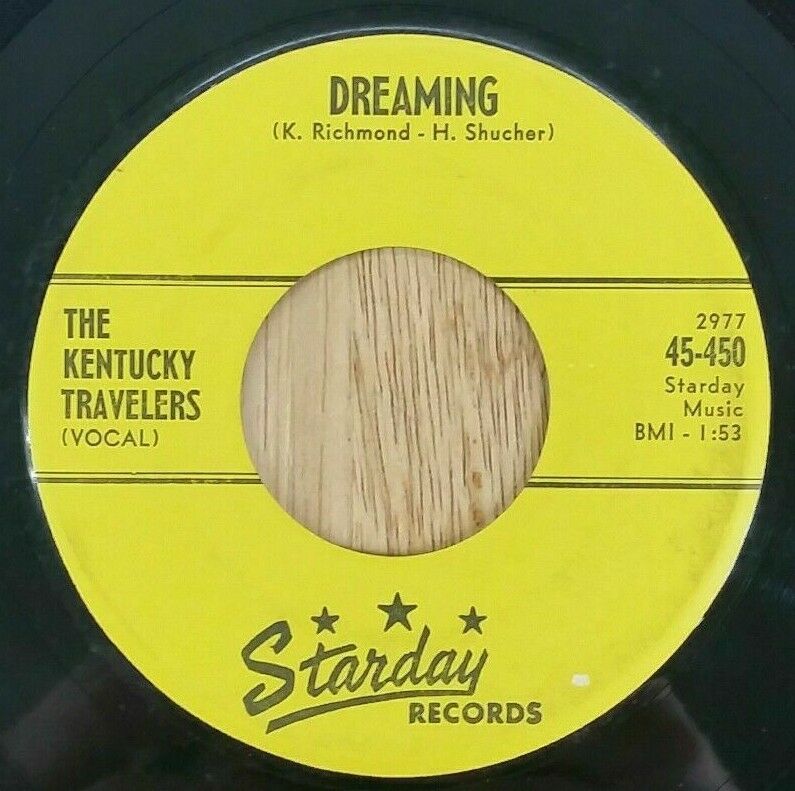 DREAMING
(K. Richmond - H. Shucher)
THE
KENTUCKY
TRAVELERS
(VOCAL)
2977
45-450
Starday
Music
BMI - 1:53
Starday
RECORDS